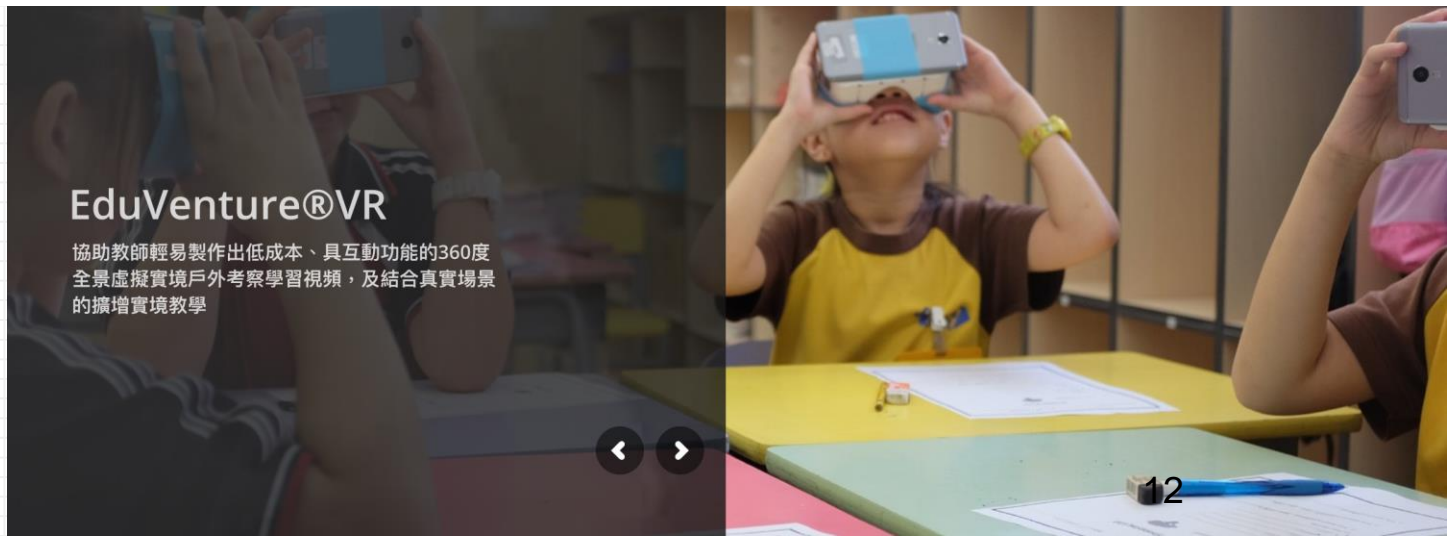 EduVenture®VR
協助教師輕易製作出低成本、具互動功能的360度
全景虛擬實境戶外考察學習視頻，及結合真實場景
的擴增實境教學
12